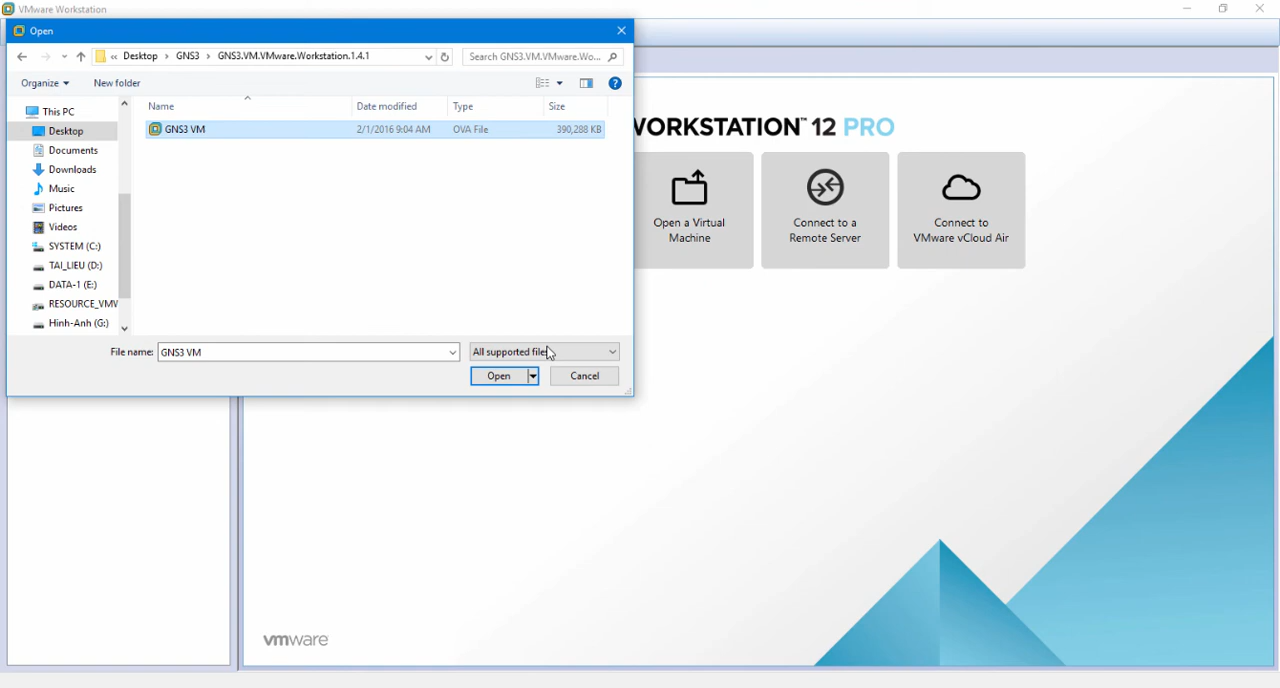 VMware Workstation
Open
« Desktop > GNS3 > GNS3.VM.VMware.Workstation.1.4.1
Search GNS3.VM.VMware.Wo...
Organize
New folder
Name
Date modified
Type
Size
This PC
Desktop
Documents
Downloads
Music
Pictures
Videos
SYSTEM (C:)
TAI_LIEU (D:)
DATA-1 (E:)
RESOURCE_VMW
Hinh-Anh (G:)
GNS3 VM
2/1/2016 9:04 AM
OVA File
390,288 KB
File name:
GNS3 VM
All supported files
Open
Cancel
WORKSTATION™ 12 PRO
Open a Virtual
Machine
Connect to a
Remote Server
Connect to
VMware vCloud Air
vmware